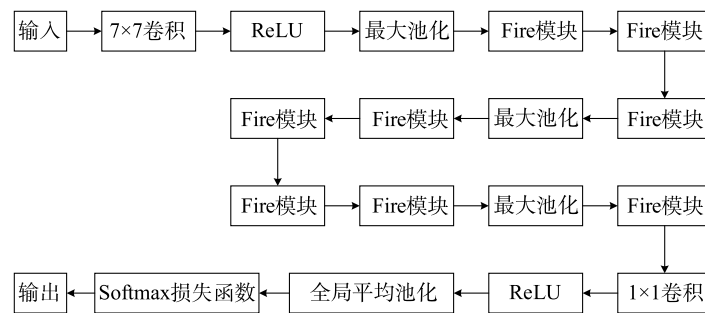 输入
7×7卷积
ReLU
最大池化
Fire模块
Fire模块
Fire模块
最大池化
Fire模块
Fire模块
Fire模块
Fire模块
最大池化
Fire模块
1×1卷积
ReLU
全局平均池化
Softmax损失函数
输出